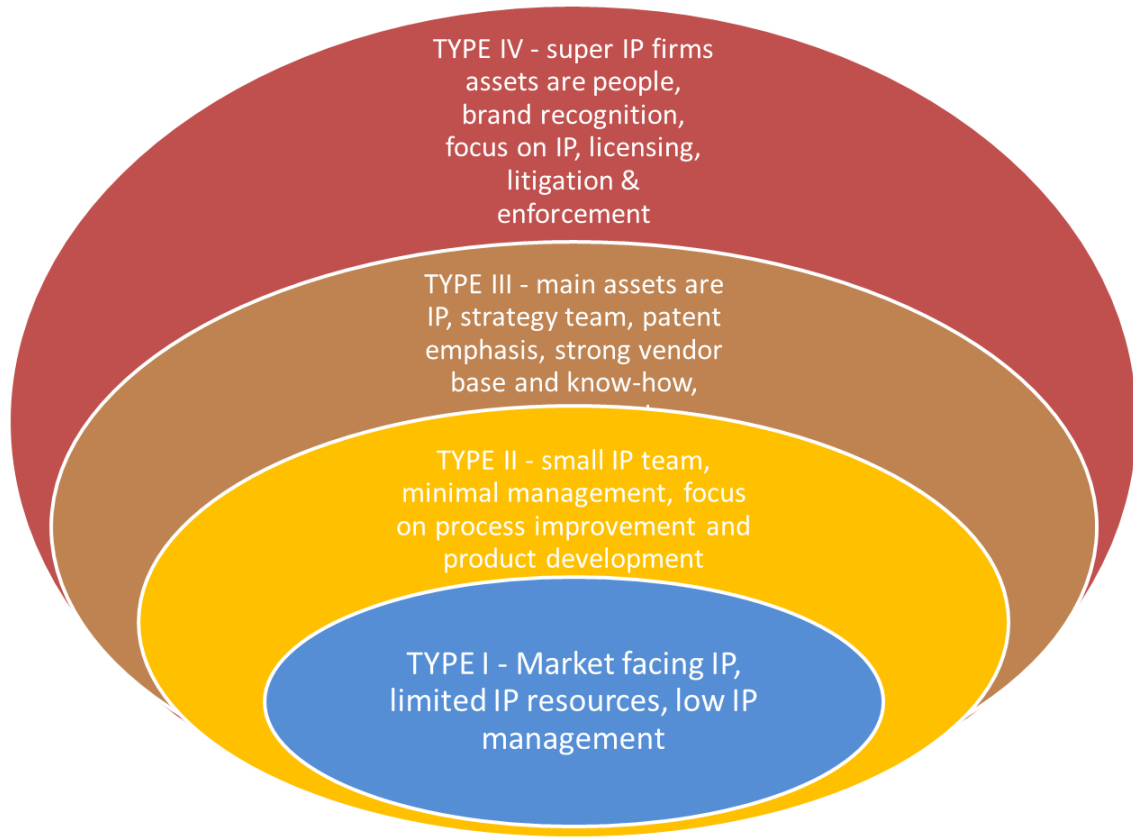 TYPE IV - super IP firms
assets are people,
brand recognition,
focus on IP, licensing,
litigation &
enforcement
TYPE III - main assets are
IP, strategy team, patent
emphasis, strong vendor
base and know-how,
TYPE II - small IP team,
minimal management, focus
on process improvement and
product development
TYPE I - Market facing IP,
limited IP resources, low IP
management